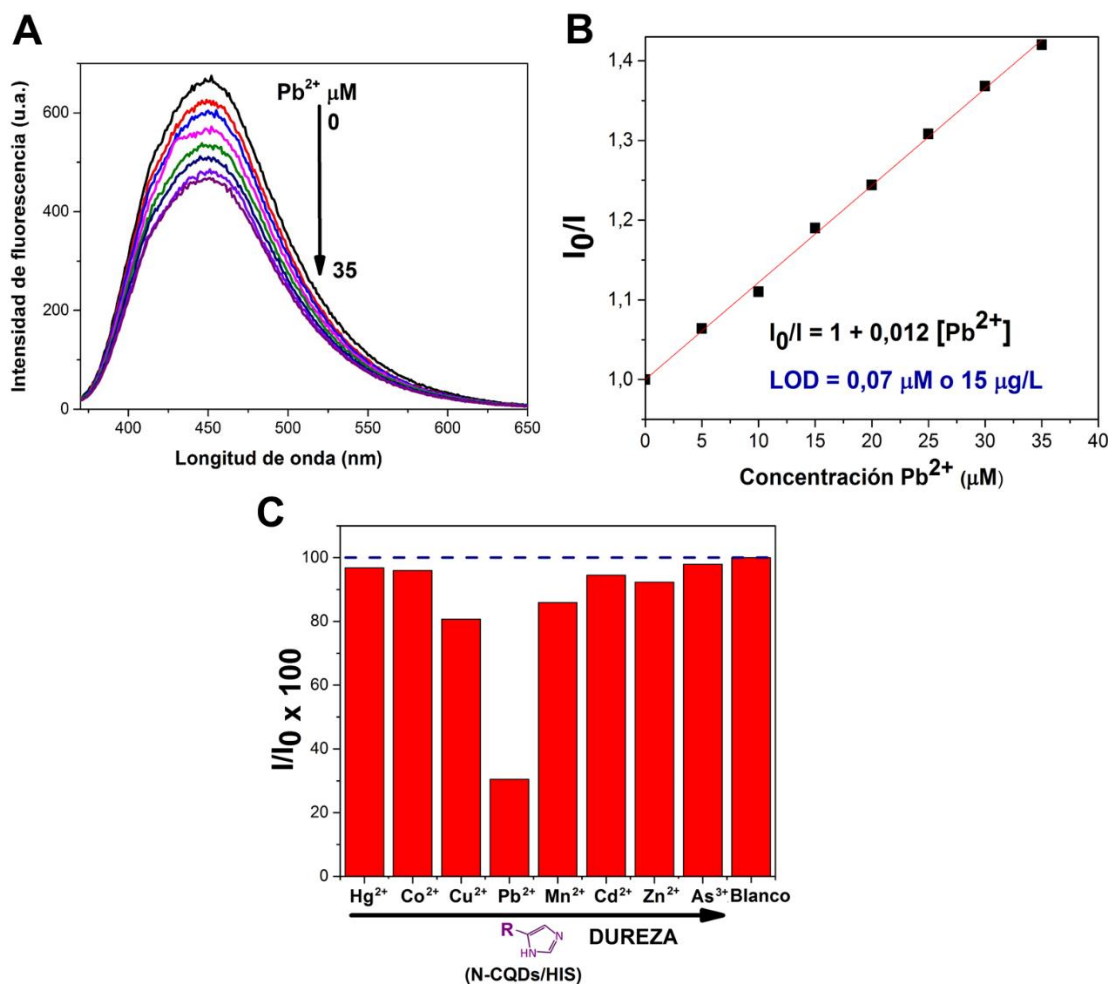 A
Intensidad de fluorescencia (u.a.)
600
400
200
0
Pb²⁺ μM
0
35
400 450 500 550 600 650
Longitud de onda (nm)
B
I₀/I
1,4
1,3
1,2
1,1
1,0
I₀/I = 1 + 0,012 [Pb²⁺]
LOD = 0,07 μM o 15 μg/L
0 5 10 15 20 25 30 35 40
Concentración Pb²⁺ (μM)
C
I/I₀ x 100
100
80
60
40
20
0
Hg²⁺ Co²⁺ Cu²⁺ Pb²⁺ Mn²⁺ Cd²⁺ Zn²⁺ As³⁺ Blanco
R
N
HN
DUREZA
(N-CQDs/HIS)